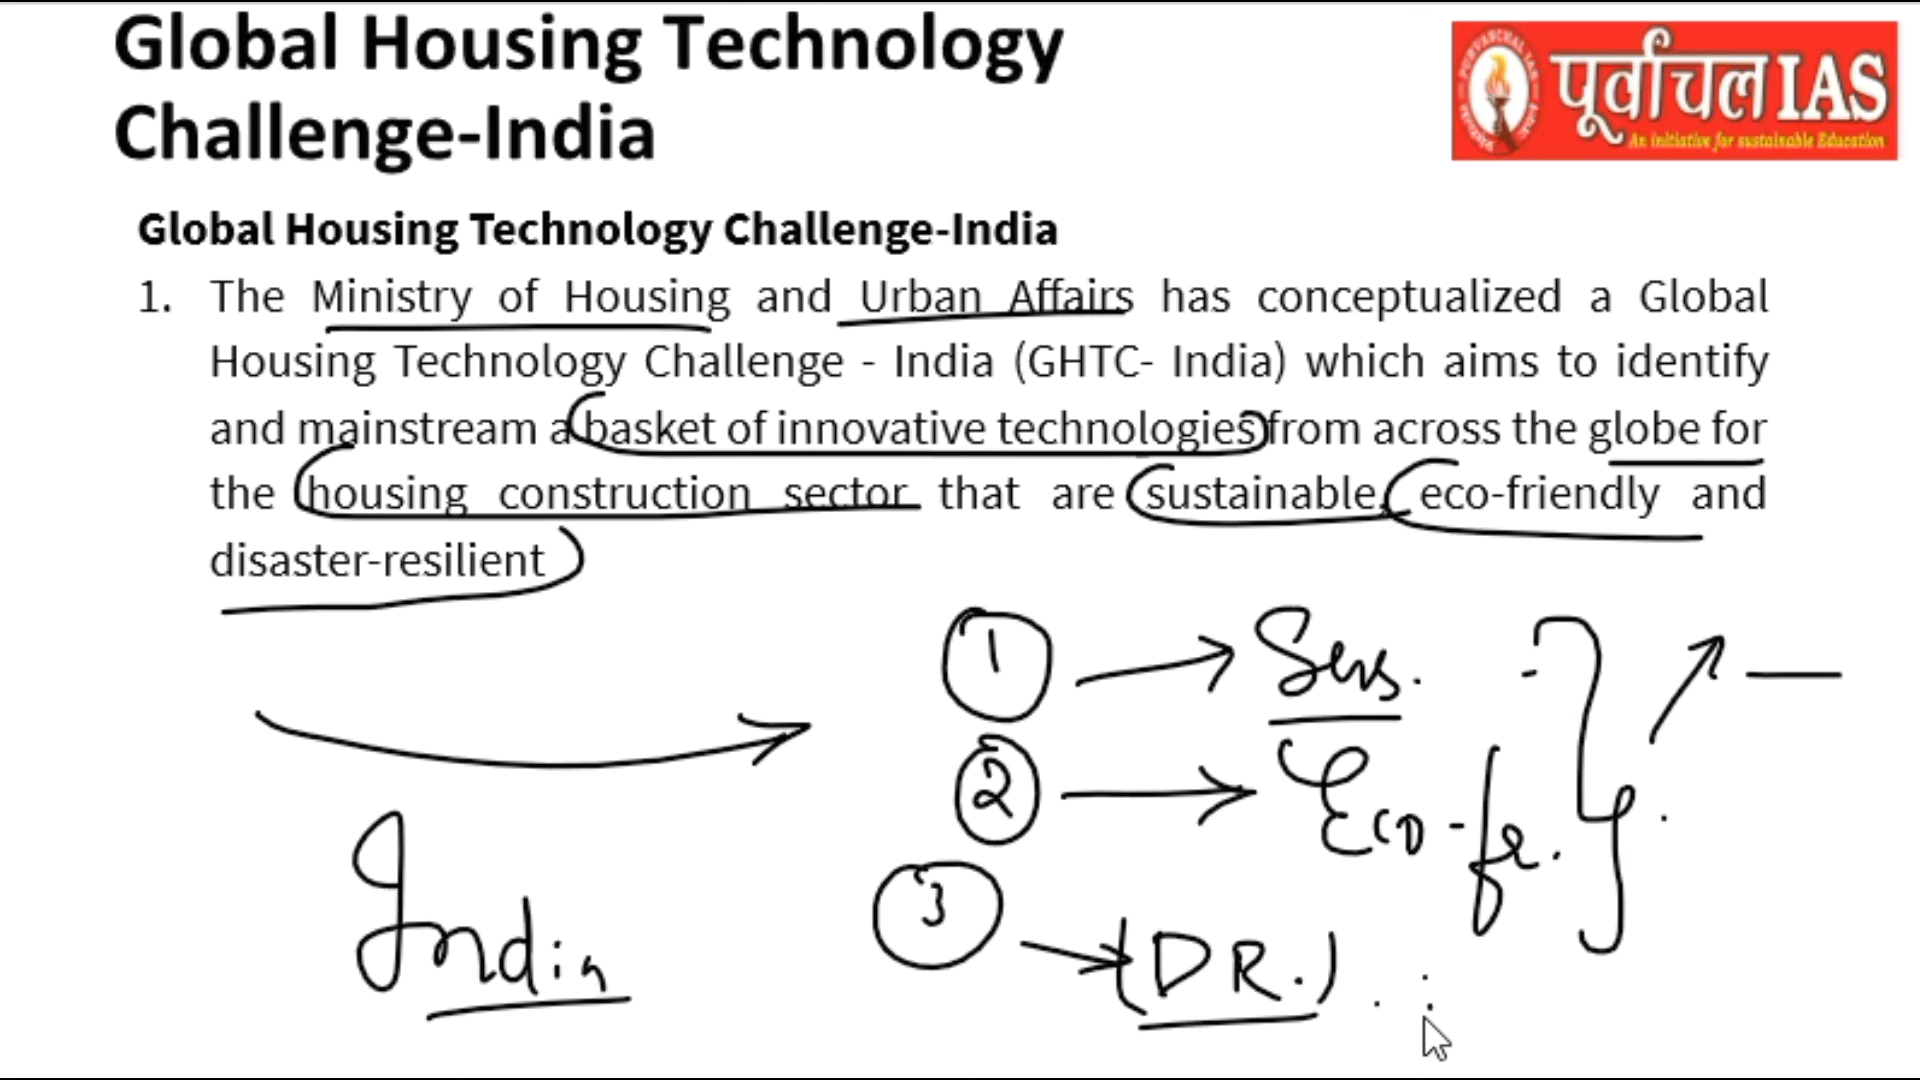 Global Housing Technology
Challenge-India
पूर्वांचल IAS
An initiative for sustainable Education
Global Housing Technology Challenge-India
1. The Ministry of Housing and Urban Affairs has conceptualized a Global
Housing Technology Challenge - India (GHTC- India) which aims to identify
and mainstream a basket of innovative technologies from across the globe for
the housing construction sector that are sustainable, eco-friendly and
disaster-resilient
1 → Sus.
2 → Eco-fr.
3 → (DR.)
India